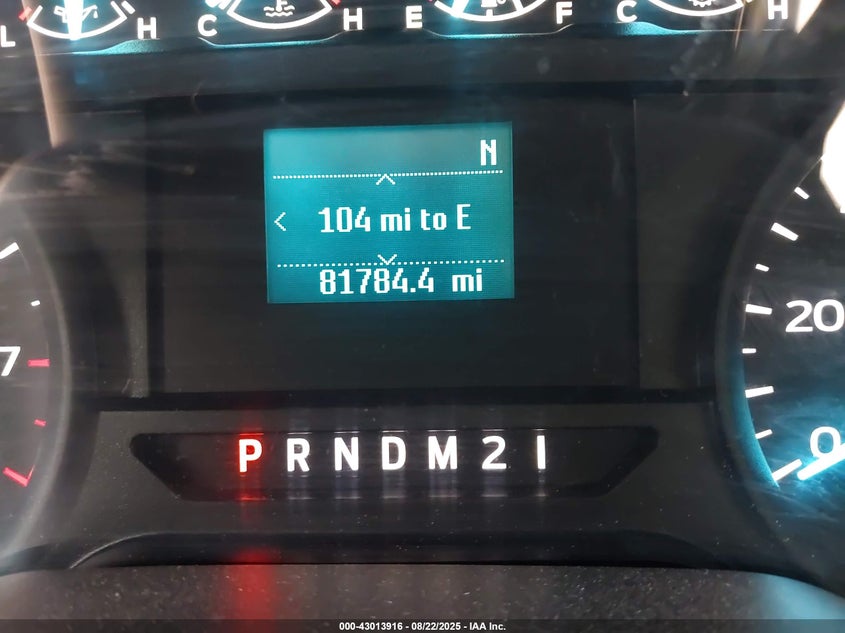 L H C H E F C H
N
104 mi to E
81784.4 mi
7
20
0
P R N D M 2 1
000-43013916 - 08/22/2025 - IAA Inc.